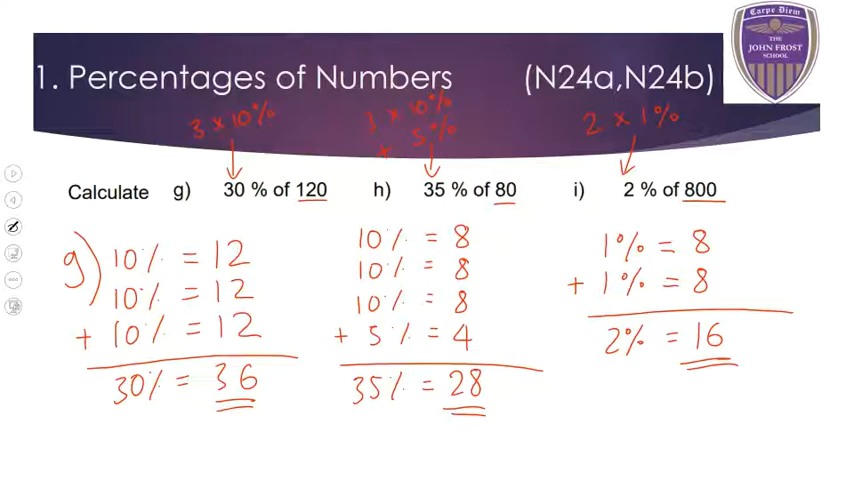 Carpe Diem
THE
JOHN FROST
SCHOOL
1. Percentages of Numbers (N24a,N24b)
3 x 10%
3 x 10%
+ 5%
2 x 1%
Calculate g) 30 % of 120 h) 35 % of 80 i) 2 % of 800
g) 10% = 12
10% = 12
+ 10% = 12
30% = 36
10% = 8
10% = 8
10% = 8
+ 5% = 4
35% = 28
1% = 8
+ 1% = 8
2% = 16